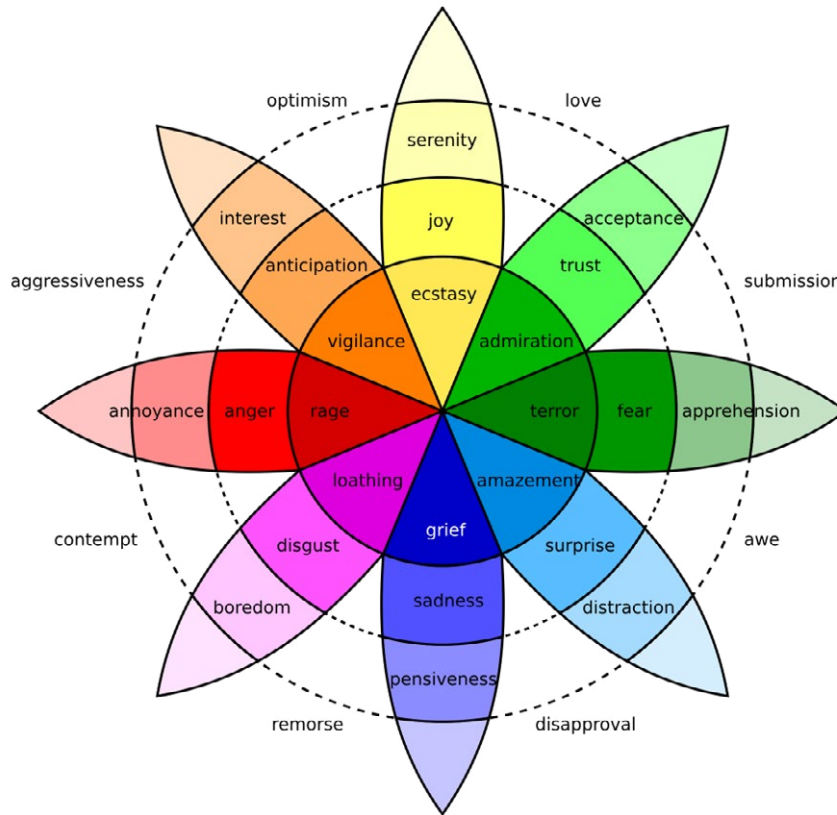 optimism
love
serenity
interest
acceptance
joy
anticipation
trust
aggressiveness
submission
ecstasy
vigilance
admiration
annoyance
anger
rage
terror
fear
apprehension
loathing
amazement
grief
contempt
disgust
surprise
awe
boredom
sadness
distraction
pensiveness
remorse
disapproval